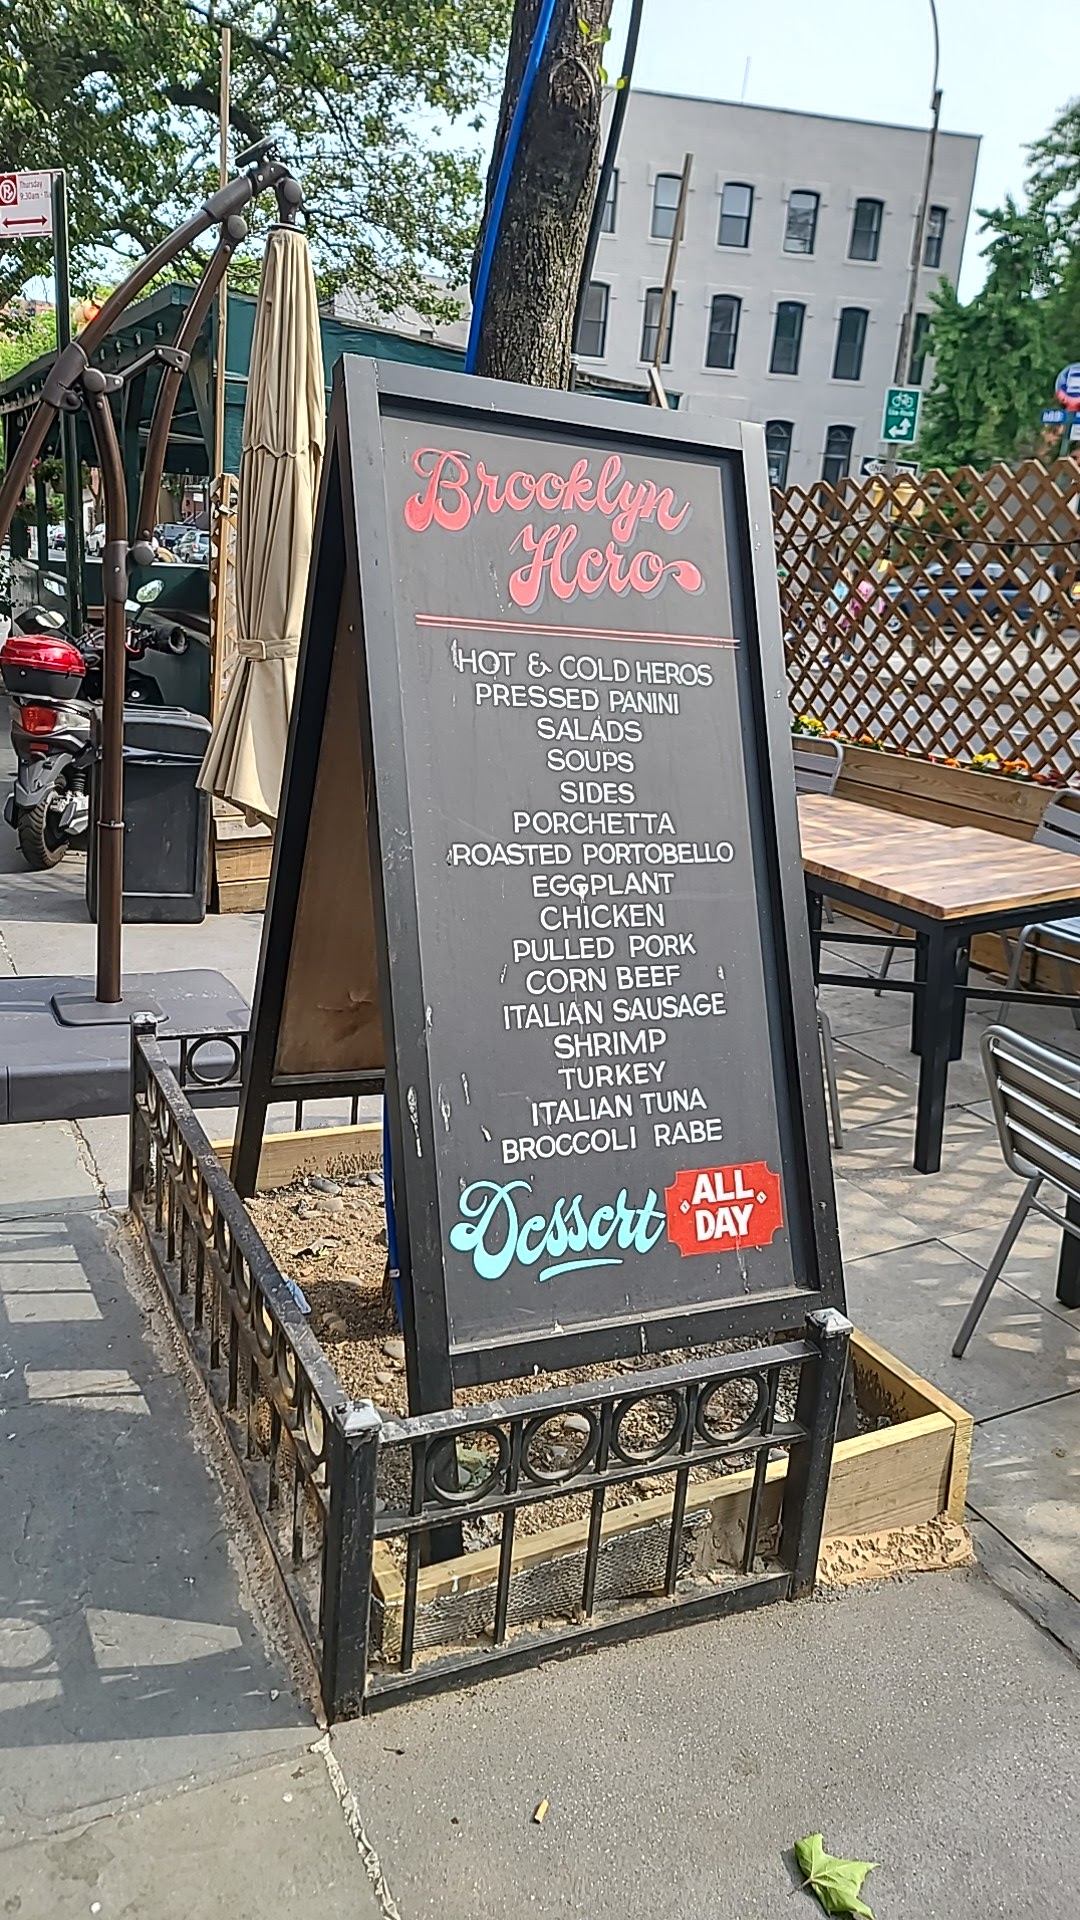 Thursday
Brooklyn
Hero
HOT & COLD HEROS
PRESSED PANINI
SALADS
SOUPS
SIDES
PORCHETTA
ROASTED PORTOBELLO
EGGPLANT
CHICKEN
PULLED PORK
CORN BEEF
ITALIAN SAUSAGE
SHRIMP
TURKEY
ITALIAN TUNA
BROCCOLI RABE
Dessert ALL
DAY